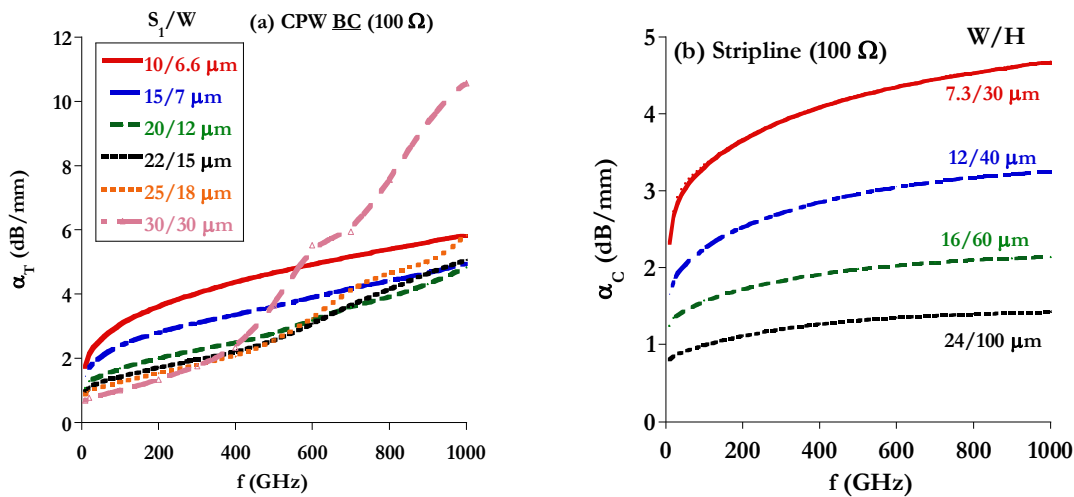 S₁/W
(a) CPW BC (100 Ω)
12
10
8
6
4
2
0
10/6.6 μm
15/7 μm
20/12 μm
22/15 μm
25/18 μm
30/30 μm
α_T (dB/mm)
0 200 400 600 800 1000
f (GHz)
(b) Stripline (100 Ω)
W/H
5
4
3
2
1
0
7.3/30 μm
12/40 μm
16/60 μm
24/100 μm
α_C (dB/mm)
0 200 400 600 800 1000
f (GHz)